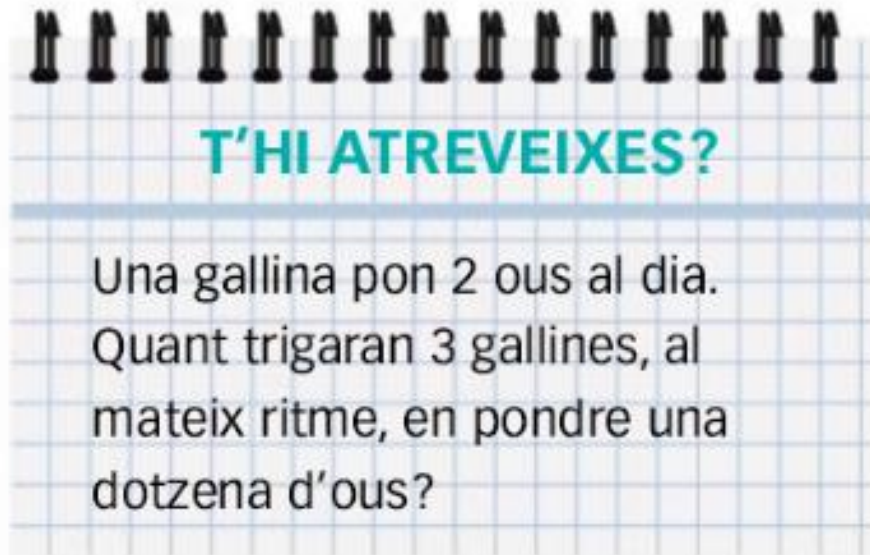 T'HI ATREVEIXES?
Una gallina pon 2 ous al dia.
Quant trigaran 3 gallines, al
mateix ritme, en pondre una
dotzena d'ous?